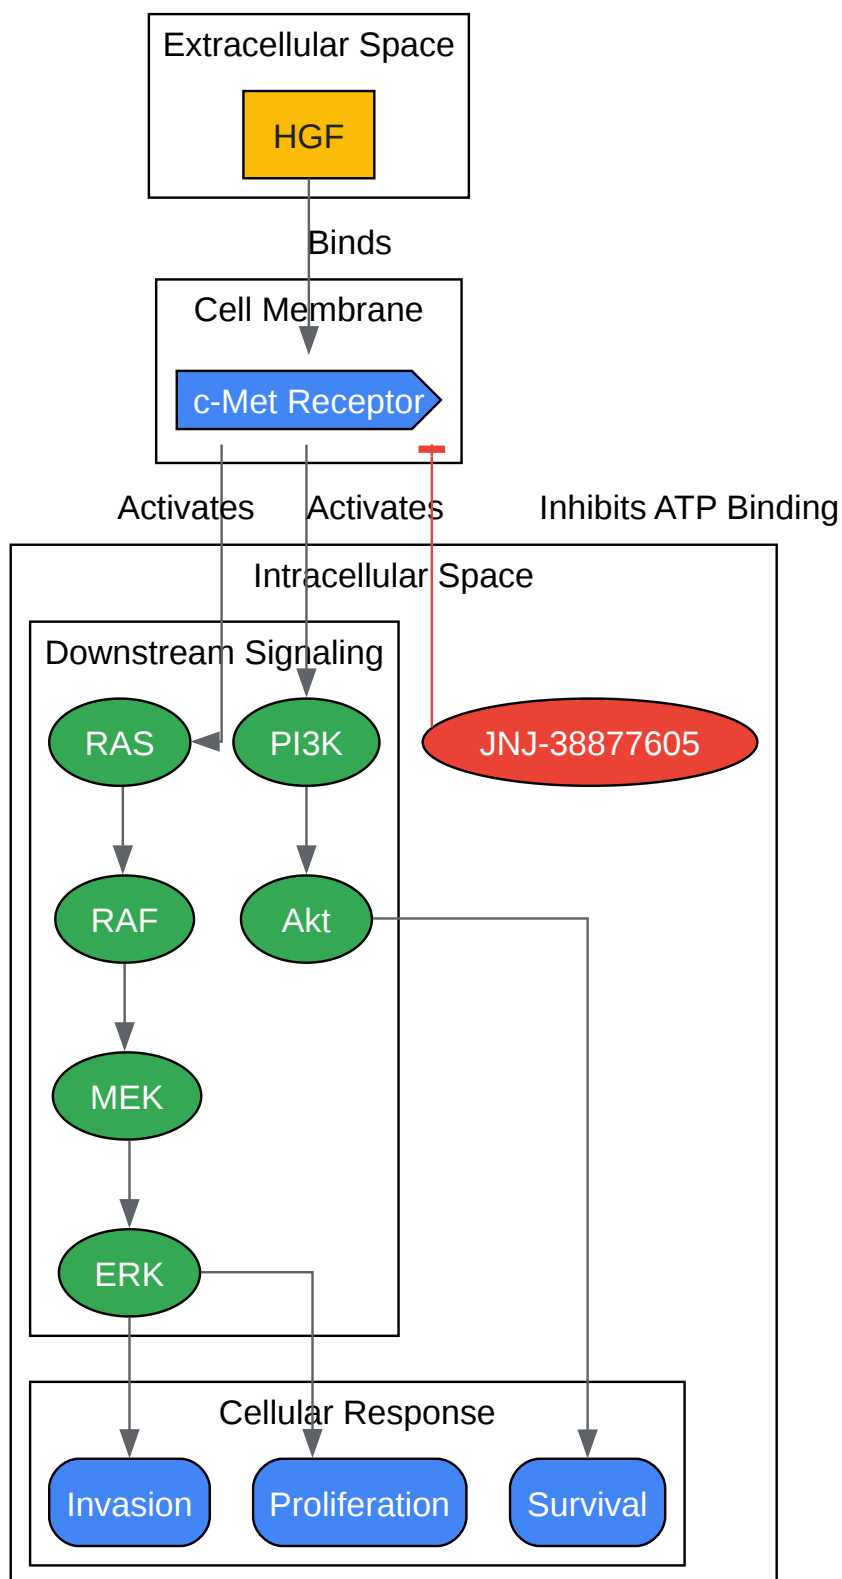 Extracellular Space
HGF
Binds
Cell Membrane
c-Met Receptor
Activates
Activates
Inhibits ATP Binding
Intracellular Space
Downstream Signaling
RAS
PI3K
JNJ-38877605
RAF
Akt
MEK
ERK
Cellular Response
Invasion
Proliferation
Survival